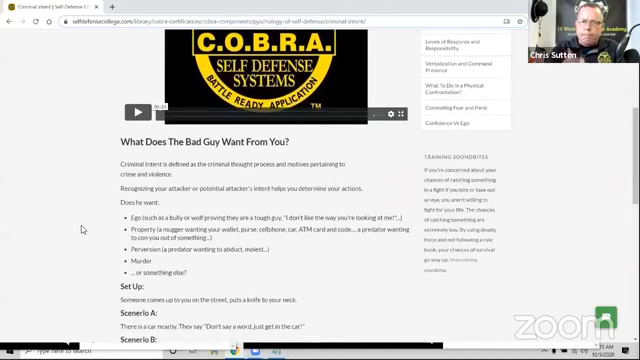 Criminal Intent | Self-Defense C
selfdefensecollege.com/library/cobra-certification/cobra-components/pyschology-of-self-defense/criminal-intent/
C.O.B.R.A.
SELF DEFENSE
SYSTEMS
BATTLE READY APPLICATION
TM
Levels of Response and
Responsibility
Verbalization and Command
Presence
What To Do in a Physical
Confrontation?
Controlling Fear and Panic
Confidence Vs Ego
Chris Sutton
What Does The Bad Guy Want From You?
Criminal intent is defined as the criminal thought process and motives pertaining to
crime and violence.
Recognizing your attacker or potential attacker's intent helps you determine your actions.
Does he want:
Ego (such as a bully or wolf proving they are a tough guy, "I don't like the way you're looking at me!"...)
Property (a mugger wanting your wallet, purse, cellphone, car, ATM card and code,... a predator wanting
to con you out of something...)
Perversion (a predator wanting to abduct, molest...)
Murder
... or something else?
Set Up:
Someone comes up to you on the street, puts a knife to your neck.
Scenario A:
There is a car nearby. They say "Don't say a word, just get in the car!"
Scenario B:
TRAINING SOUNDBITES
If you're concerned about your
chances of catching something
in a fight if you bite or take out
an eye, you aren't willing to
fight for your life. The chances
of catching something are
extremely low. By using deadly
force and not following a rule
book, your chances of survival
go way up.
soundbites
zoom
Type here to search
10/5/2020